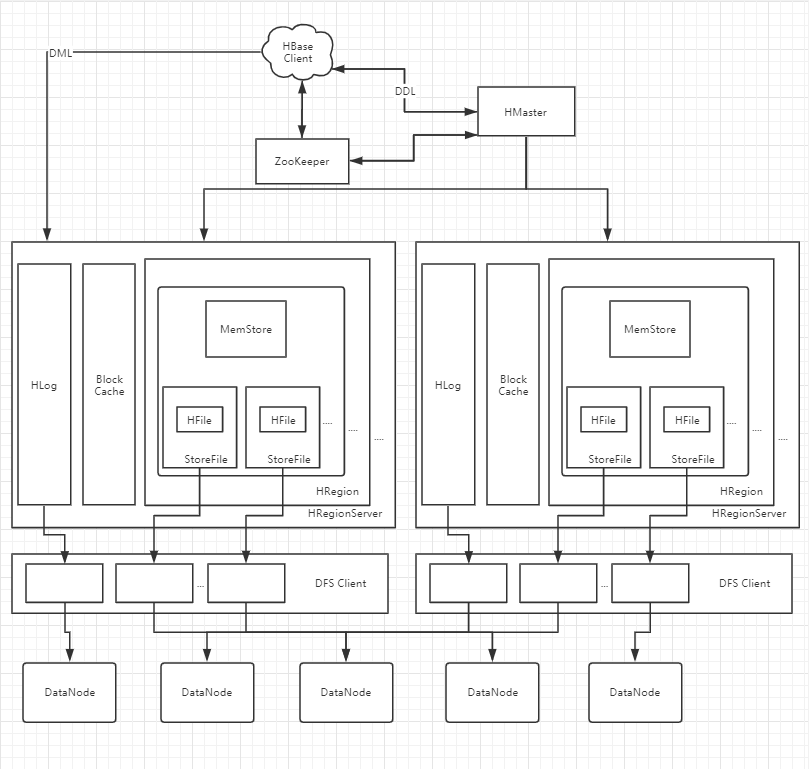 HBase
Client
DML
DDL
HMaster
ZooKeeper
HLog
Block
Cache
MemStore
HFile
HFile
....
....
....
StoreFile
StoreFile
HRegion
HRegionServer
HLog
Block
Cache
MemStore
HFile
HFile
....
....
....
StoreFile
StoreFile
HRegion
HRegionServer
...
DFS Client
...
DFS Client
DataNode
DataNode
DataNode
DataNode
DataNode